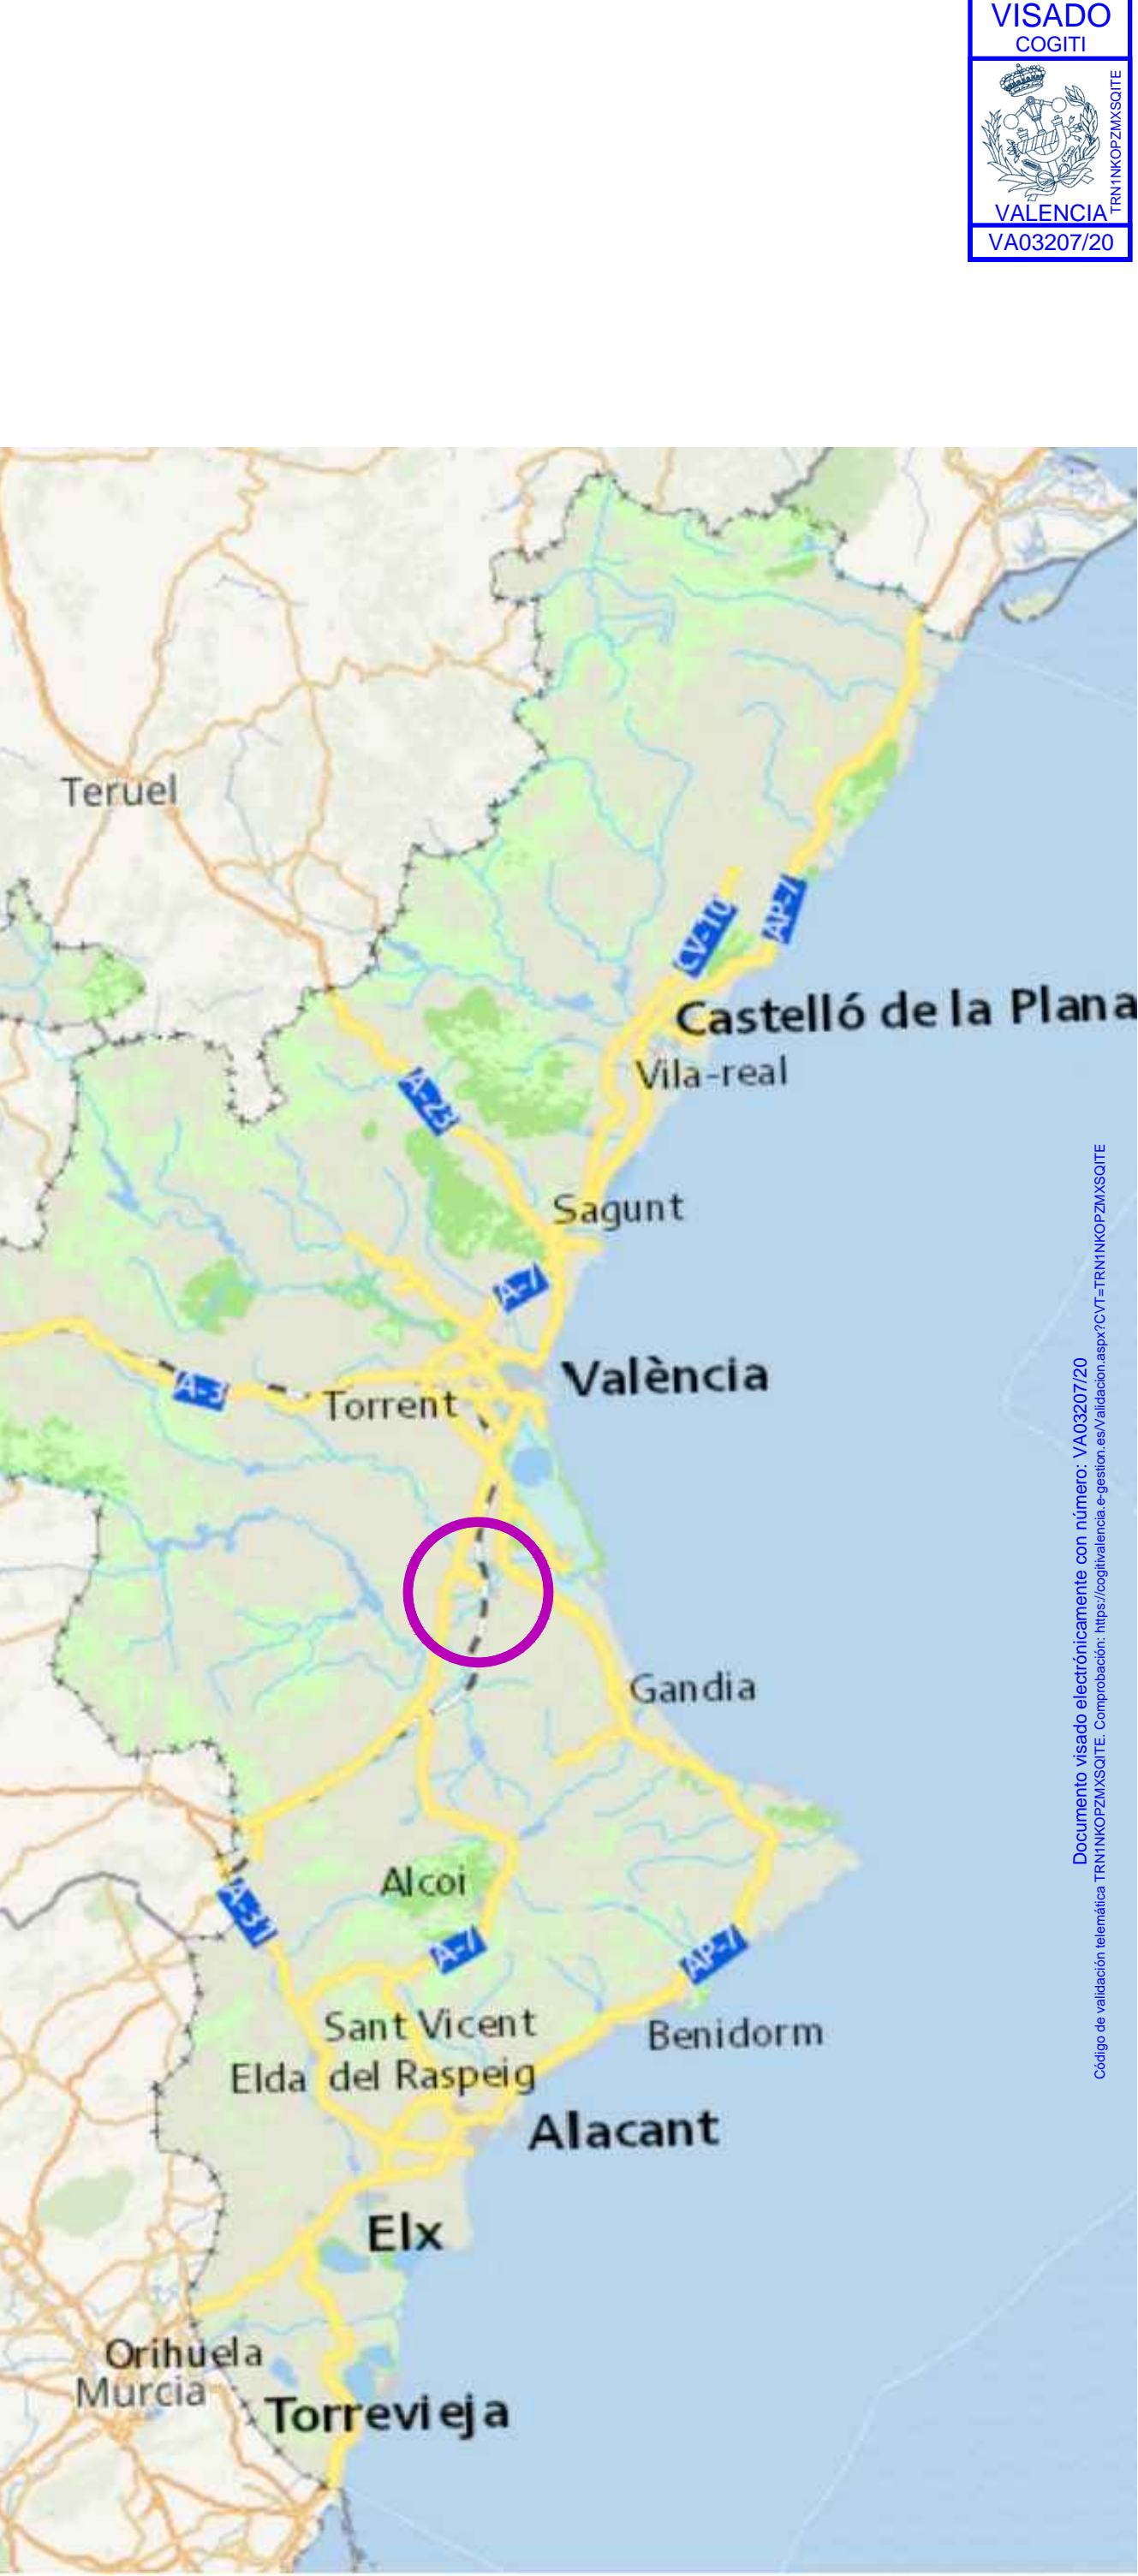 VISADO
COGITI
TRN1NKOPZMXSQITE
VALENCIA
VA03207/20
Teruel
CV-10
AP-7
Castelló de la Plana
Vila-real
A-23
Sagunt
A-7
València
A-3
Torrent
Gandia
Alcoi
A-31
A-7
AP-7
Sant Vicent
del Raspeig
Elda
Benidorm
Alacant
Elx
Orihuela
Murcia
Torrevieja
Documento visado electrónicamente con número: VA03207/20
Código de validación telemática TRN1NKOPZMXSQITE. Comprobación: https://cogitivalencia.e-gestion.es/Validacion.aspx?CVT=TRN1NKOPZMXSQITE